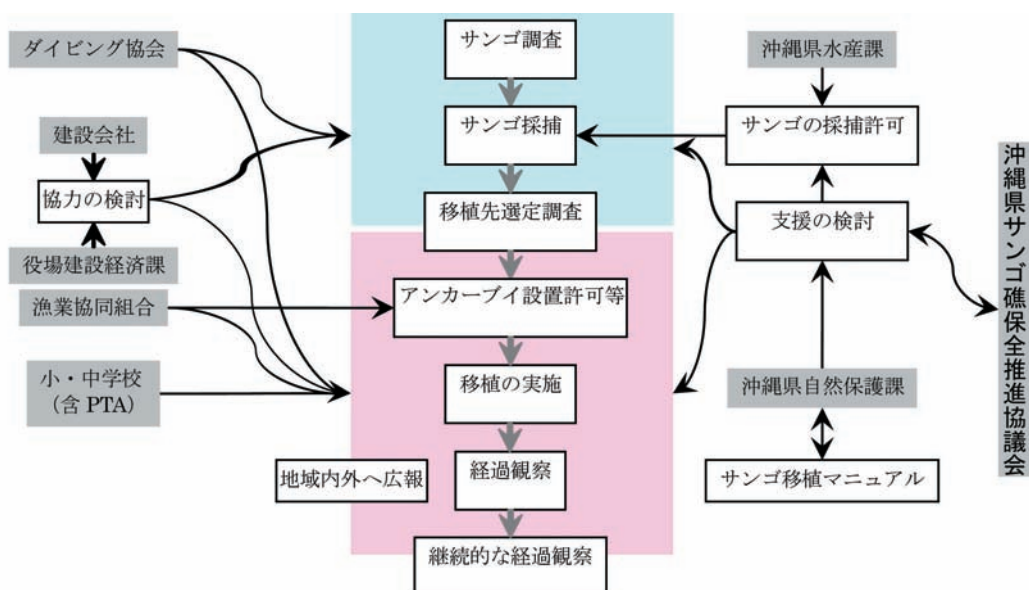 ダイビング協会
建設会社
協力の検討
役場建設経済課
漁業協同組合
小・中学校
（含 PTA）
サンゴ調査
サンゴ採捕
移植先選定調査
アンカーブイ設置許可等
移植の実施
経過観察
地域内外へ広報
継続的な経過観察
沖縄県水産課
サンゴの採捕許可
支援の検討
沖縄県自然保護課
サンゴ移植マニュアル
沖縄県サンゴ礁保全推進協議会